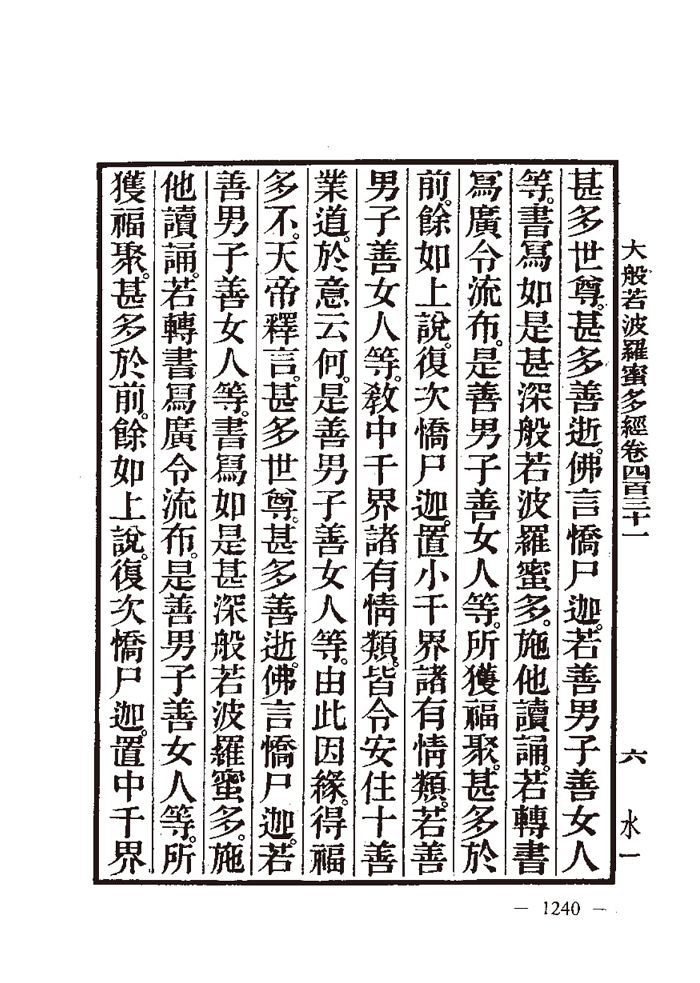 大般若波羅蜜多經卷四百三十一 六 水一
甚多世尊。甚多善逝。佛言憍尸迦。若善男子善女人
等。書寫如是甚深般若波羅蜜多。施他讀誦。若轉書
寫廣令流布。是善男子善女人等。所獲福聚。甚多於
前。餘如上說。復次憍尸迦。置小千界諸有情類。若善
男子善女人等。敎中千界諸有情類。皆令安住十善
業道。於意云何。是善男子善女人等。由此因緣。得福
多不。天帝釋言。甚多世尊。甚多善逝。佛言憍尸迦。若
善男子善女人等。書寫如是甚深般若波羅蜜多。施
他讀誦。若轉書寫廣令流布。是善男子善女人等。所
獲福聚。甚多於前。餘如上說。復次憍尸迦。置中千界
— 1240 —